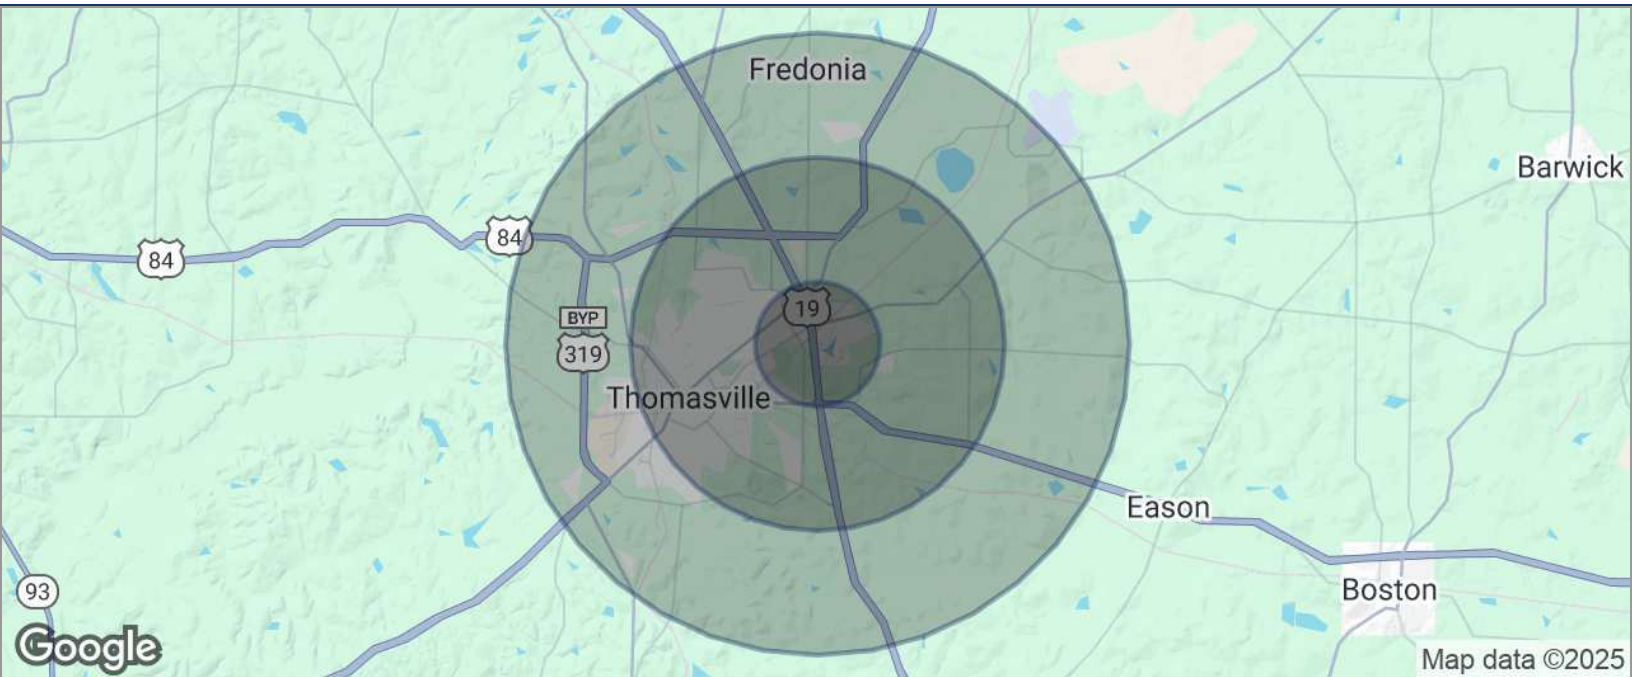 Fredonia
Barwick
84
84
19
BYP
319
Thomasville
Eason
Boston
93
Google
Map data ©2025